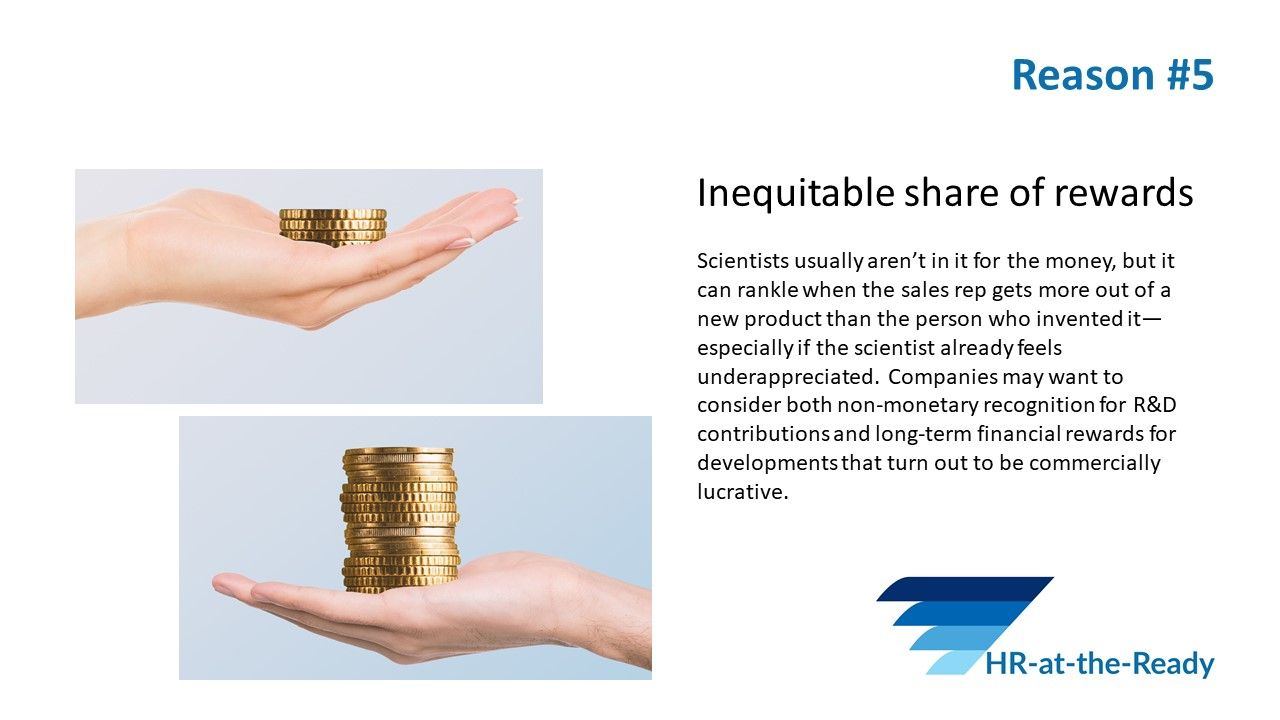 Reason #5
Inequitable share of rewards
Scientists usually aren’t in it for the money, but it
can rankle when the sales rep gets more out of a
new product than the person who invented it—
especially if the scientist already feels
underappreciated.  Companies may want to
consider both non-monetary recognition for R&D
contributions and long-term financial rewards for
developments that turn out to be commercially
lucrative.
HR-at-the-Ready